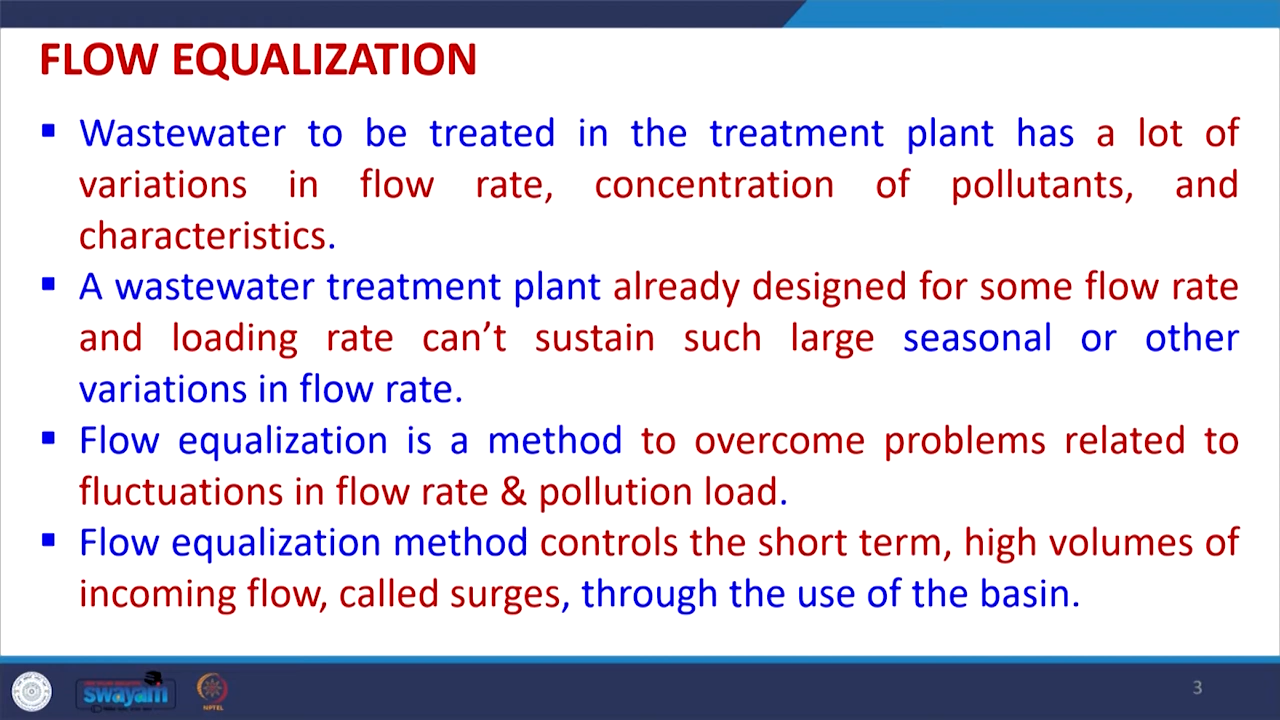 FLOW EQUALIZATION
▪ Wastewater to be treated in the treatment plant has a lot of
variations in flow rate, concentration of pollutants, and
characteristics.
▪ A wastewater treatment plant already designed for some flow rate
and loading rate can’t sustain such large seasonal or other
variations in flow rate.
▪ Flow equalization is a method to overcome problems related to
fluctuations in flow rate & pollution load.
▪ Flow equalization method controls the short term, high volumes of
incoming flow, called surges, through the use of the basin.
swayam
NPTEL
3